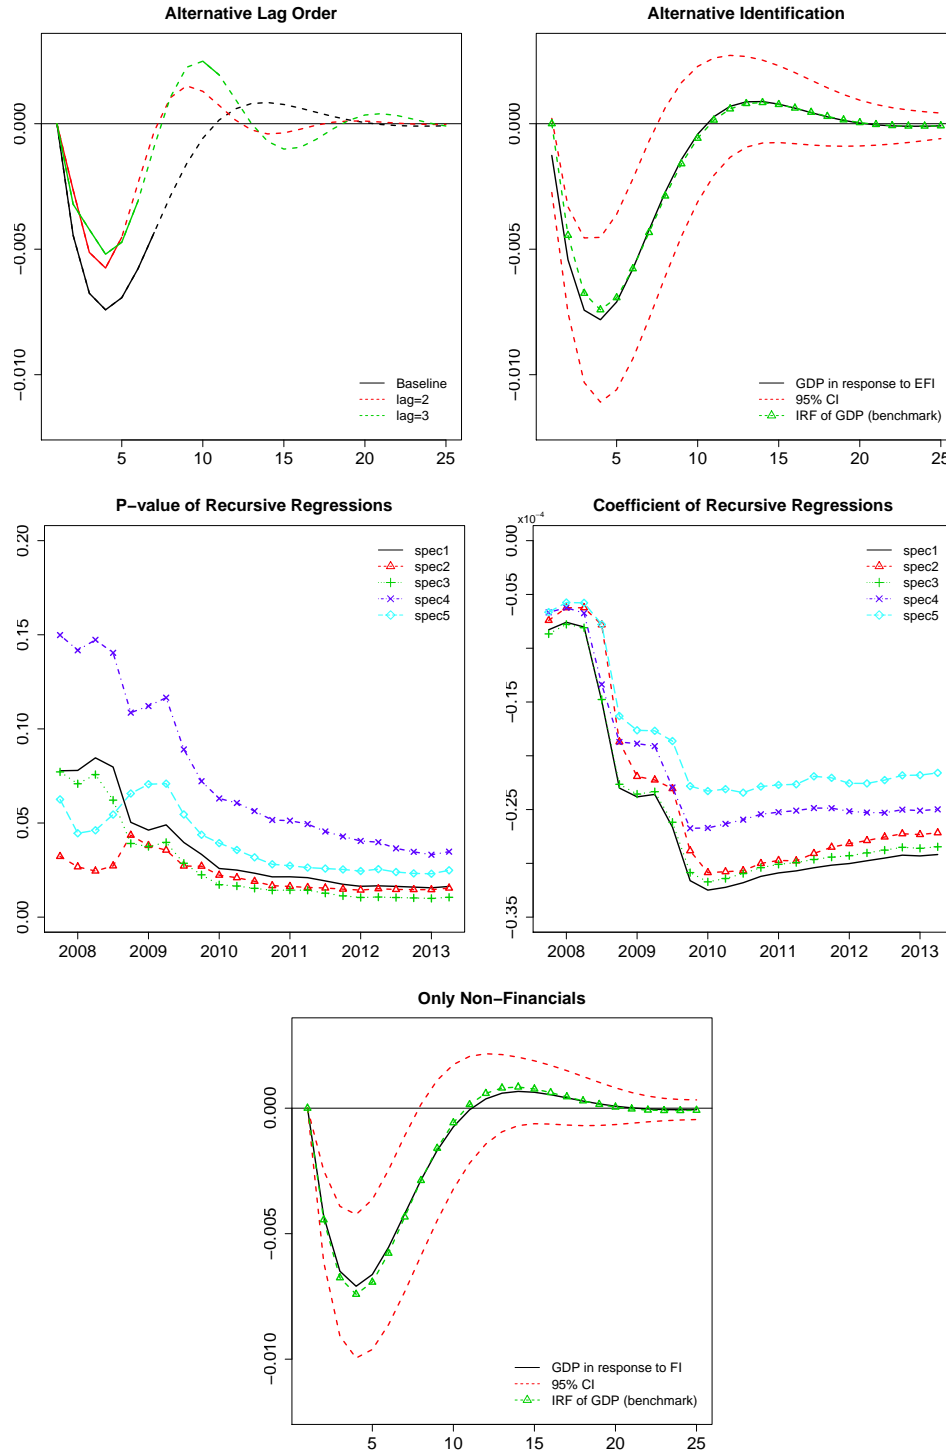 Alternative Lag Order
0.000
−0.005
−0.010
Baseline
lag=2
lag=3
5 10 15 20 25
Alternative Identification
0.000
−0.005
−0.010
GDP in response to EFI
95% CI
IRF of GDP (benchmark)
5 10 15 20 25
P−value of Recursive Regressions
0.20
0.15
0.10
0.05
0.00
spec1
spec2
spec3
spec4
spec5
2008 2009 2010 2011 2012 2013
Coefficient of Recursive Regressions
x10⁻⁴
0.00
−0.05
−0.15
−0.25
−0.35
spec1
spec2
spec3
spec4
spec5
2008 2009 2010 2011 2012 2013
Only Non−Financials
0.000
−0.005
−0.010
GDP in response to FI
95% CI
IRF of GDP (benchmark)
5 10 15 20 25